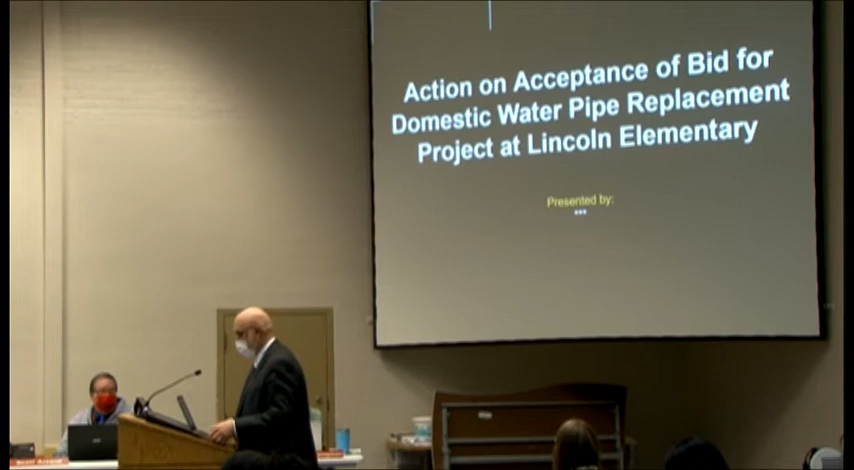 Action on Acceptance of Bid for
Domestic Water Pipe Replacement
Project at Lincoln Elementary
Presented by:
***